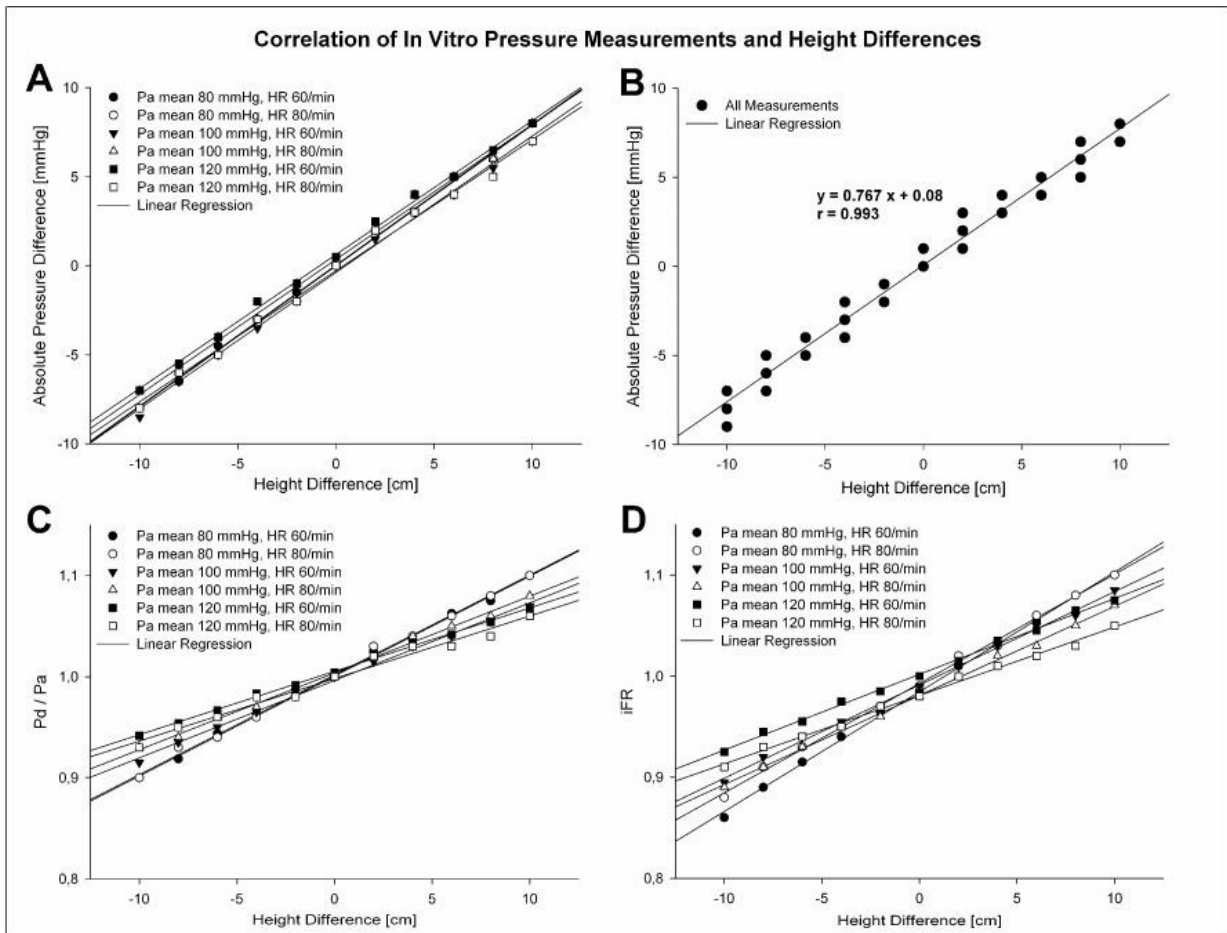 Correlation of In Vitro Pressure Measurements and Height Differences
A
Pa mean 80 mmHg, HR 60/min
Pa mean 80 mmHg, HR 80/min
Pa mean 100 mmHg, HR 60/min
Pa mean 100 mmHg, HR 80/min
Pa mean 120 mmHg, HR 60/min
Pa mean 120 mmHg, HR 80/min
Linear Regression
Absolute Pressure Difference [mmHg]
10
5
0
-5
-10
-10 -5 0 5 10
Height Difference [cm]
B
All Measurements
Linear Regression
y = 0.767 x + 0.08
r = 0.993
Absolute Pressure Difference [mmHg]
10
5
0
-5
-10
-10 -5 0 5 10
Height Difference [cm]
C
Pa mean 80 mmHg, HR 60/min
Pa mean 80 mmHg, HR 80/min
Pa mean 100 mmHg, HR 60/min
Pa mean 100 mmHg, HR 80/min
Pa mean 120 mmHg, HR 60/min
Pa mean 120 mmHg, HR 80/min
Linear Regression
Pd / Pa
1,1
1,0
0,9
0,8
-10 -5 0 5 10
Height Difference [cm]
D
Pa mean 80 mmHg, HR 60/min
Pa mean 80 mmHg, HR 80/min
Pa mean 100 mmHg, HR 60/min
Pa mean 100 mmHg, HR 80/min
Pa mean 120 mmHg, HR 60/min
Pa mean 120 mmHg, HR 80/min
Linear Regression
iFR
1,1
1,0
0,9
0,8
-10 -5 0 5 10
Height Difference [cm]